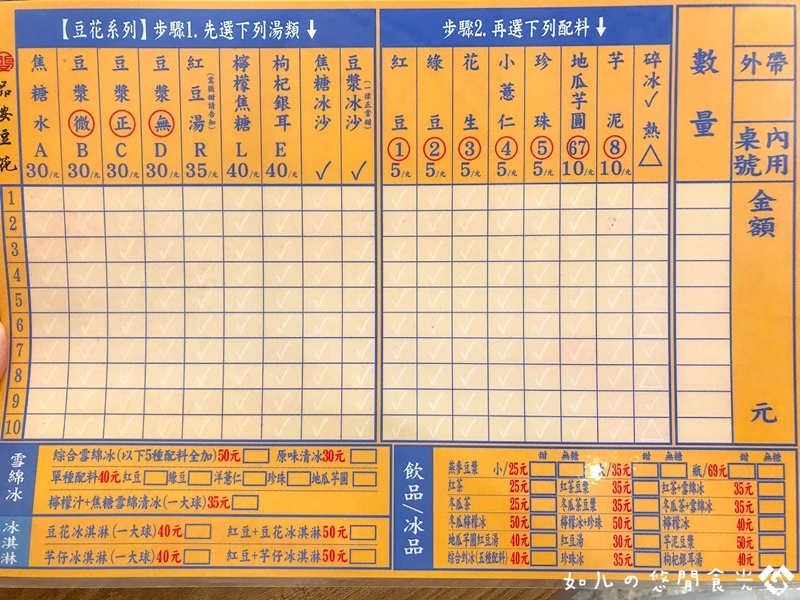 品安豆花
【豆花系列】步驟1.先選下列湯類↓
焦糖水 A 30/元
豆漿 微 B 30/元
豆漿 正 C 30/元
豆漿 無 D 30/元
紅豆湯 R 35/元
檸檬焦糖 L 40/元
枸杞銀耳 E 40/元
焦糖冰沙 ✓
豆漿冰沙 (一律正常甜) ✓
步驟2.再選下列配料↓
紅豆 1 5/元
綠豆 2 5/元
花生 3 5/元
小薏仁 4 5/元
珍珠 5 5/元
地瓜芋圓 67 10/元
芋泥 8 10/元
碎冰✓ 熱△
數量
外帶
內用桌號
金額
元
1
2
3
4
5
6
7
8
9
10
雪綿冰
綜合雪綿冰(以下5種配料全加)50元 原味清冰30元
單種配料40元 紅豆 綠豆 洋薏仁 珍珠 地瓜芋圓
檸檬汁+焦糖雪綿清冰(一大球)35元
冰淇淋
豆花冰淇淋(一大球)40元 紅豆+豆花冰淇淋50元
芋仔冰淇淋(一大球)40元 紅豆+芋仔冰淇淋50元
飲品/冰品
甜 無糖 甜 無糖 甜 無糖
燕麥豆漿 小/25元 大/35元 瓶/69元
紅茶 25元 紅茶豆漿 35元 紅茶+雪綿冰 35元
冬瓜茶 25元 冬瓜茶豆漿 35元 冬瓜茶+雪綿冰 35元
冬瓜檸檬冰 50元 檸檬冰+珍珠 50元 檸檬冰 40元
地瓜芋圓紅豆湯 40元 紅豆湯 30元 芋泥豆漿 50元
綜合剉冰(五種配料) 40元 珍珠冰 35元 枸杞銀耳湯 40元
如儿の悠閒食光